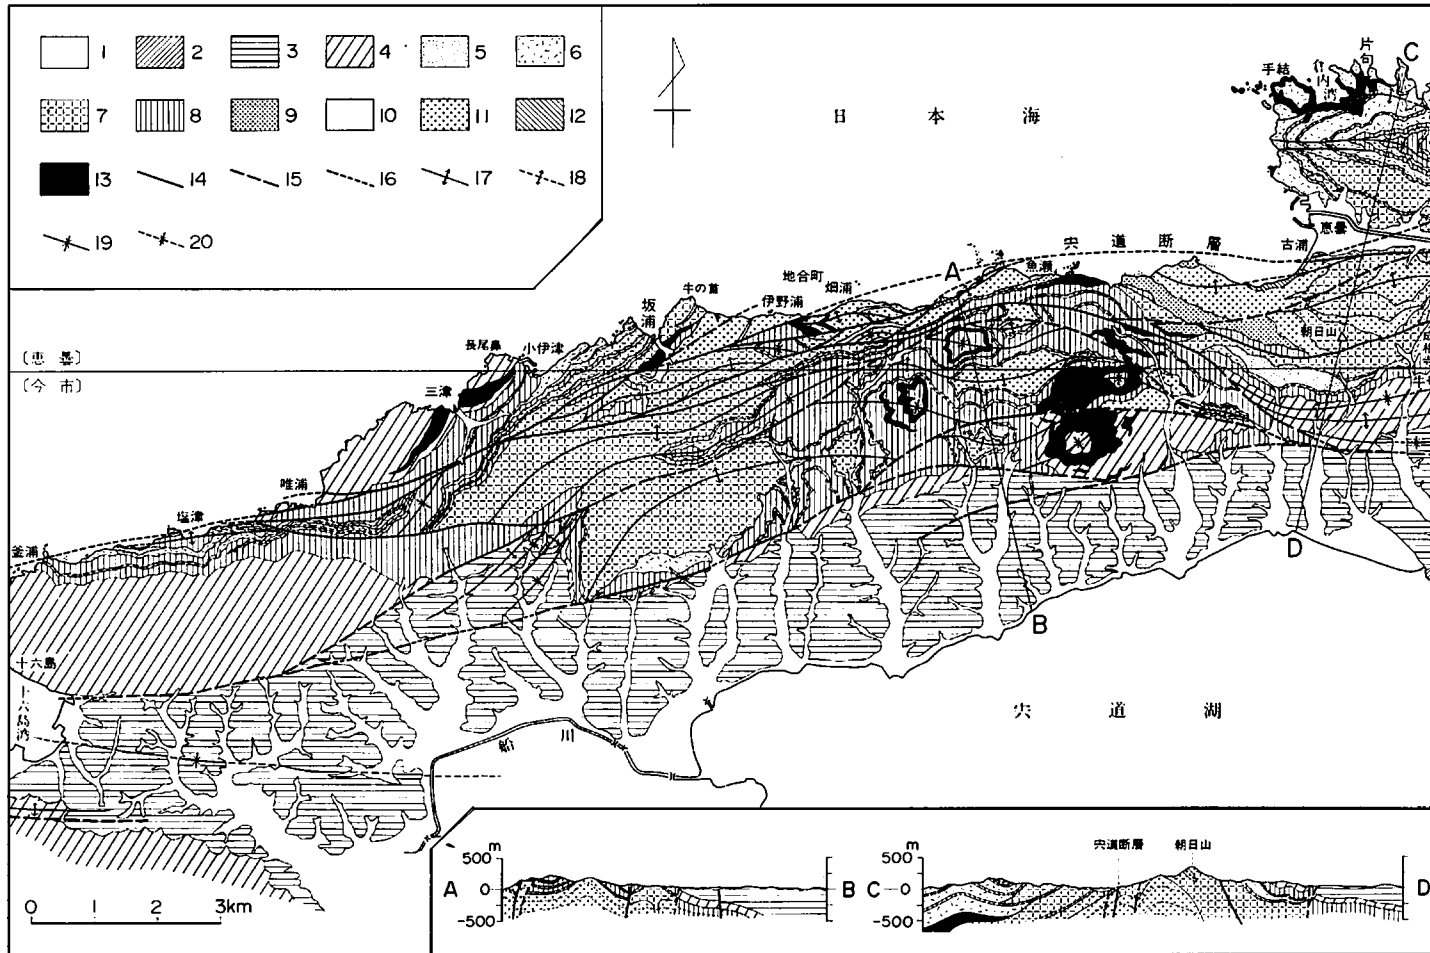 1 2 3 4 5 6
7 8 9 10 11 12
13 14 15 16 17 18
19 20
日本海
手結
片句
C
恵曇
古浦
宍道断層
A
魚瀬
朝日山
地合町
畑浦
伊野浦
牛の首
坂浦
小伊津
長尾鼻
三津
〔恵曇〕
〔今市〕
唯浦
塩津
釜浦
十六島
十六島湾
船川
宍道湖
B
D
0 1 2 3km
m
500
0
-500
A
B
m
500
0
-500
C
D
宍道断層
朝日山